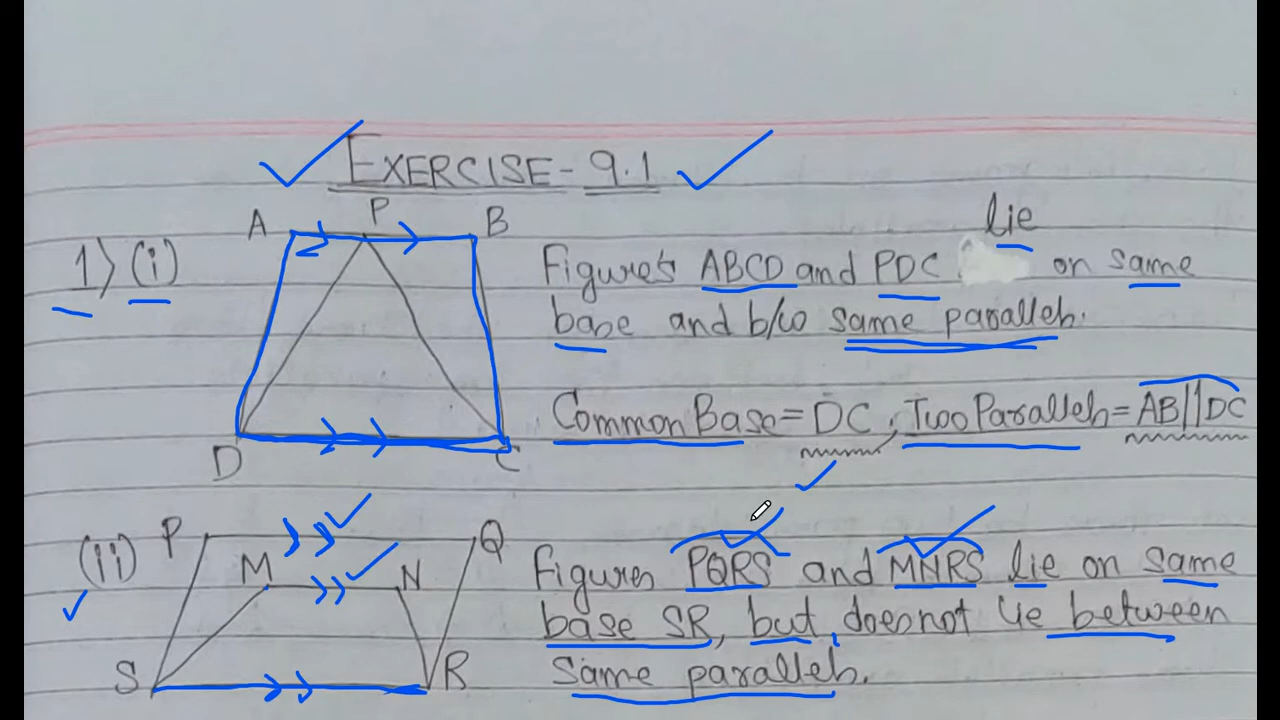 EXERCISE-9.1
A P B
lie
1) (i)
Figures ABCD and PDC on same
base and b/w same parallels.
Common Base = DC, Two Parallels = AB||DC
D C
P Q
(ii)
M N
Figures PQRS and MNRS lie on same
base SR, but, does not lie between
same parallels.
S R